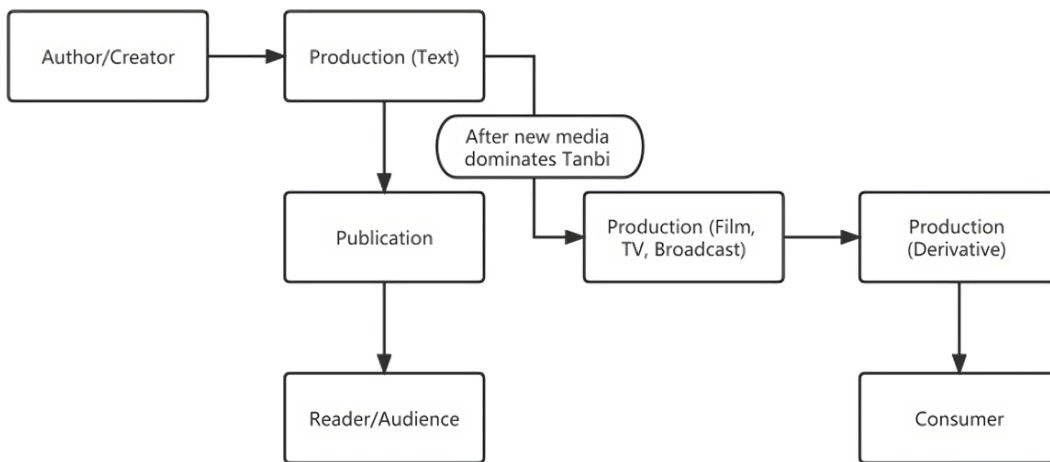 Author/Creator
Production (Text)
After new media
dominates Tanbi
Publication
Production (Film,
TV, Broadcast)
Production
(Derivative)
Reader/Audience
Consumer